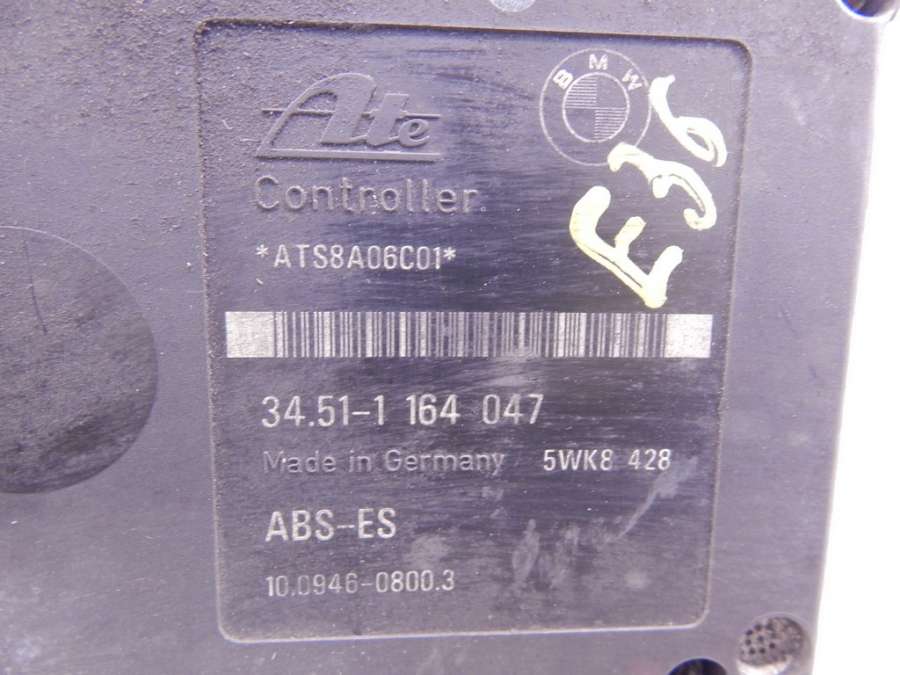 Ate
BMW
E36
Controller
*ATS8A06C01*
34.51-1 164 047
Made in Germany 5WK8 428
ABS-ES
10.0946-0800.3